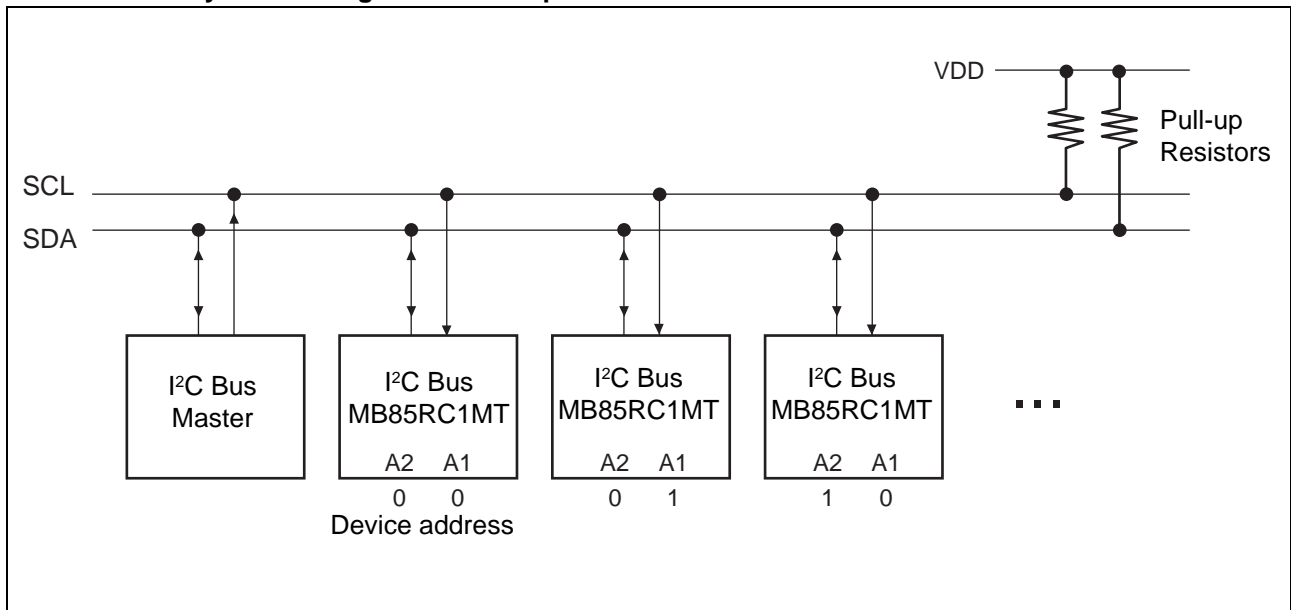 VDD
Pull-up
Resistors
SCL
SDA
I²C Bus
Master
I²C Bus
MB85RC1MT
A2 A1
0 0
Device address
I²C Bus
MB85RC1MT
A2 A1
0 1
I²C Bus
MB85RC1MT
A2 A1
1 0
...